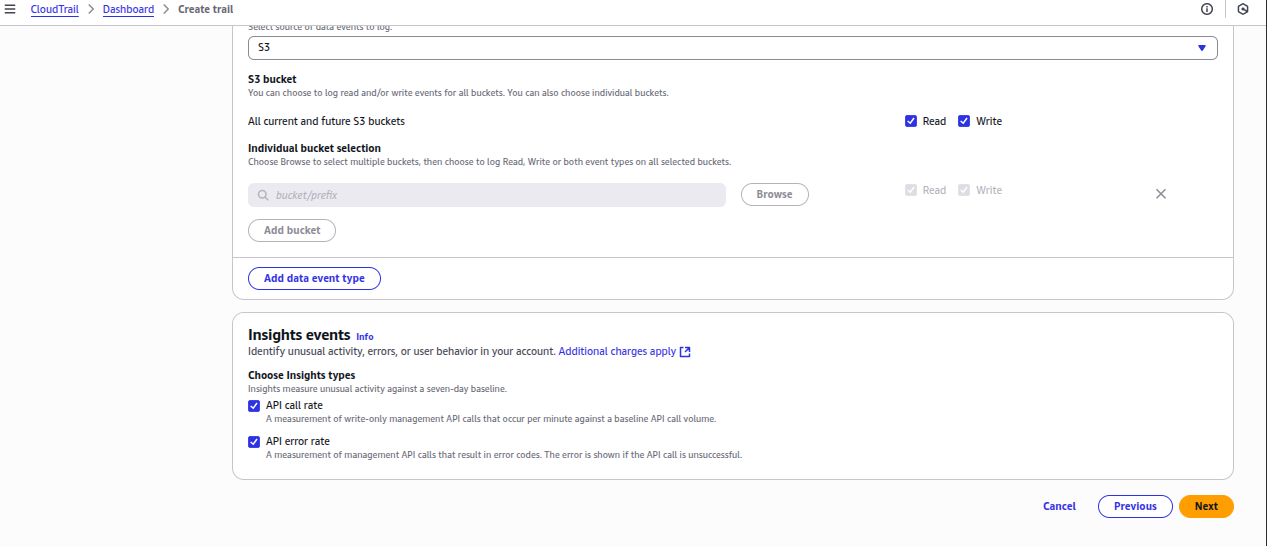 CloudTrail > Dashboard > Create trail
Select source of data events to log.
S3
S3 bucket
You can choose to log read and/or write events for all buckets. You can also choose individual buckets.
All current and future S3 buckets Read Write
Individual bucket selection
Choose Browse to select multiple buckets, then choose to log Read, Write or both event types on all selected buckets.
bucket/prefix Browse Read Write
Add bucket
Add data event type
Insights events Info
Identify unusual activity, errors, or user behavior in your account. Additional charges apply
Choose Insights types
Insights measure unusual activity against a seven-day baseline.
API call rate
A measurement of write-only management API calls that occur per minute against a baseline API call volume.
API error rate
A measurement of management API calls that result in error codes. The error is shown if the API call is unsuccessful.
Cancel Previous Next